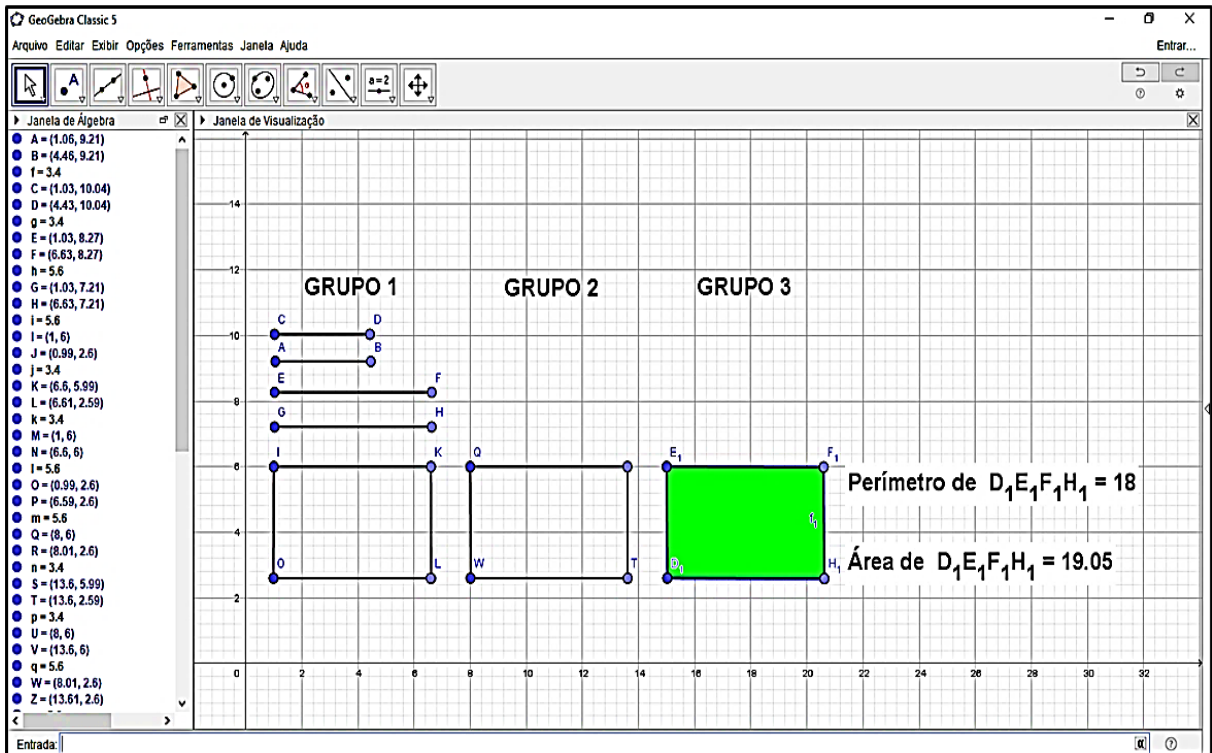 GeoGebra Classic 5
Arquivo Editar Exibir Opções Ferramentas Janela Ajuda
Entrar...
A
a=2
Janela de Álgebra
Janela de Visualização
A = (1.06, 9.21)
B = (4.46, 9.21)
f = 3.4
C = (1.03, 10.04)
D = (4.43, 10.04)
g = 3.4
E = (1.03, 8.27)
F = (6.63, 8.27)
h = 5.6
G = (1.03, 7.21)
H = (6.63, 7.21)
i = 5.6
I = (1, 6)
J = (0.99, 2.6)
j = 3.4
K = (6.6, 5.99)
L = (6.61, 2.59)
k = 3.4
M = (1, 6)
N = (6.6, 6)
l = 5.6
O = (0.99, 2.6)
P = (6.59, 2.6)
m = 5.6
Q = (8, 6)
R = (8.01, 2.6)
n = 3.4
S = (13.6, 5.99)
T = (13.6, 2.59)
p = 3.4
U = (8, 6)
V = (13.6, 6)
q = 5.6
W = (8.01, 2.6)
Z = (13.61, 2.6)
14
12
GRUPO 1 GRUPO 2 GRUPO 3
C D
10
A B
E F
8
G H
6
I K Q E₁ F₁
Perímetro de D₁E₁F₁H₁ = 18
f₁
4
O L W T D₁ H₁
Área de D₁E₁F₁H₁ = 19.05
2
0 2 4 6 8 10 12 14 16 18 20 22 24 26 28 30 32
0
Entrada:
α